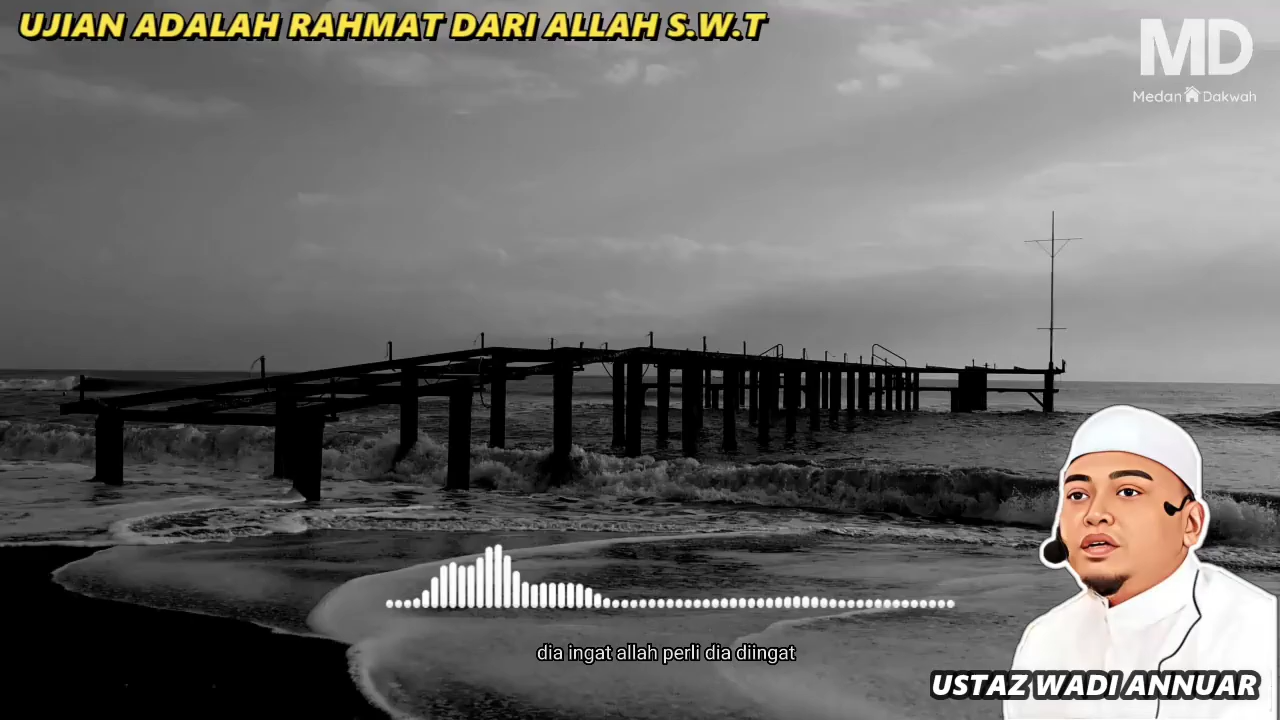 UJIAN ADALAH RAHMAT DARI ALLAH S.W.T
MD
Medan Dakwah
dia ingat allah perli dia diingat
USTAZ WADI ANNUAR